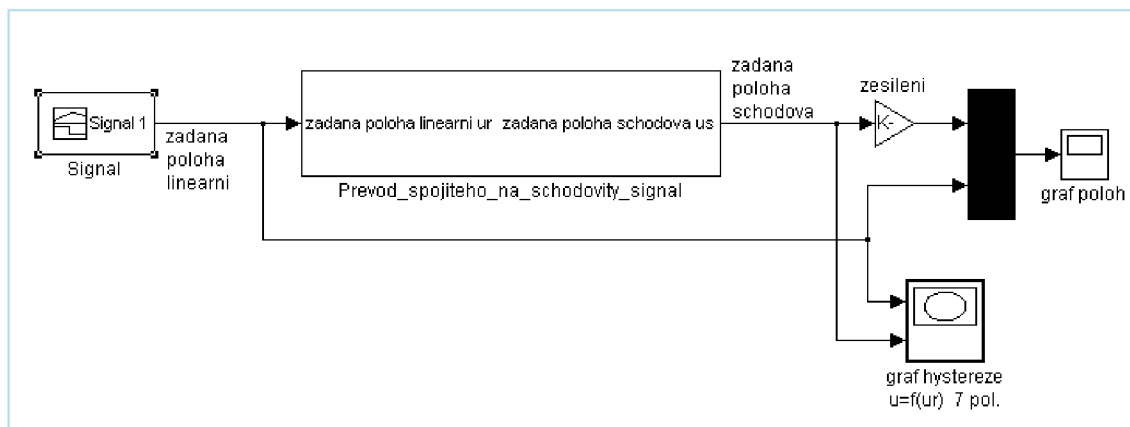 Signal 1
Signal
zadana
poloha
linearni
zadana poloha linearni ur zadana poloha schodova us
Prevod_spojiteho_na_schodovity_signal
zadana
poloha
schodova
zesileni
K-
graf poloh
graf hystereze
u=f(ur) 7 pol.